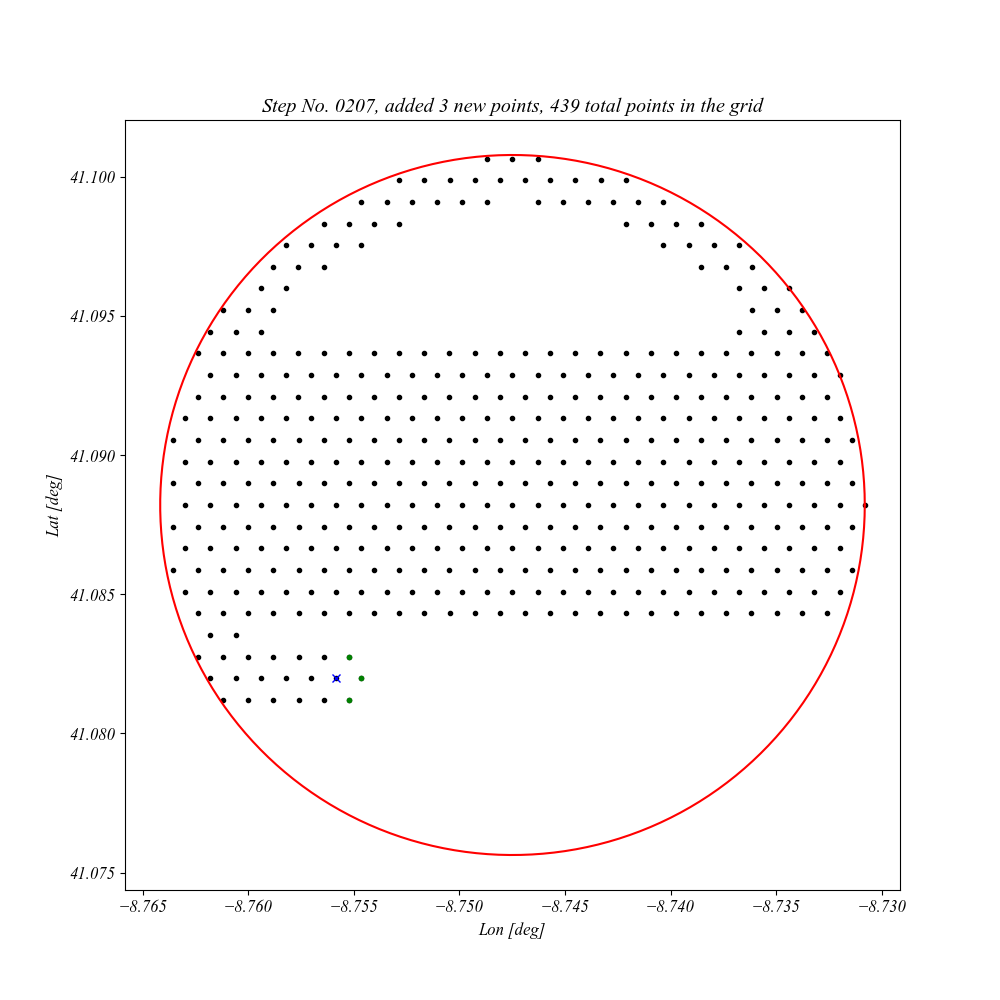 Step No. 0207, added 3 new points, 439 total points in the grid
41.100
41.095
41.090
41.085
41.080
41.075
Lat [deg]
−8.765 −8.760 −8.755 −8.750 −8.745 −8.740 −8.735 −8.730
Lon [deg]